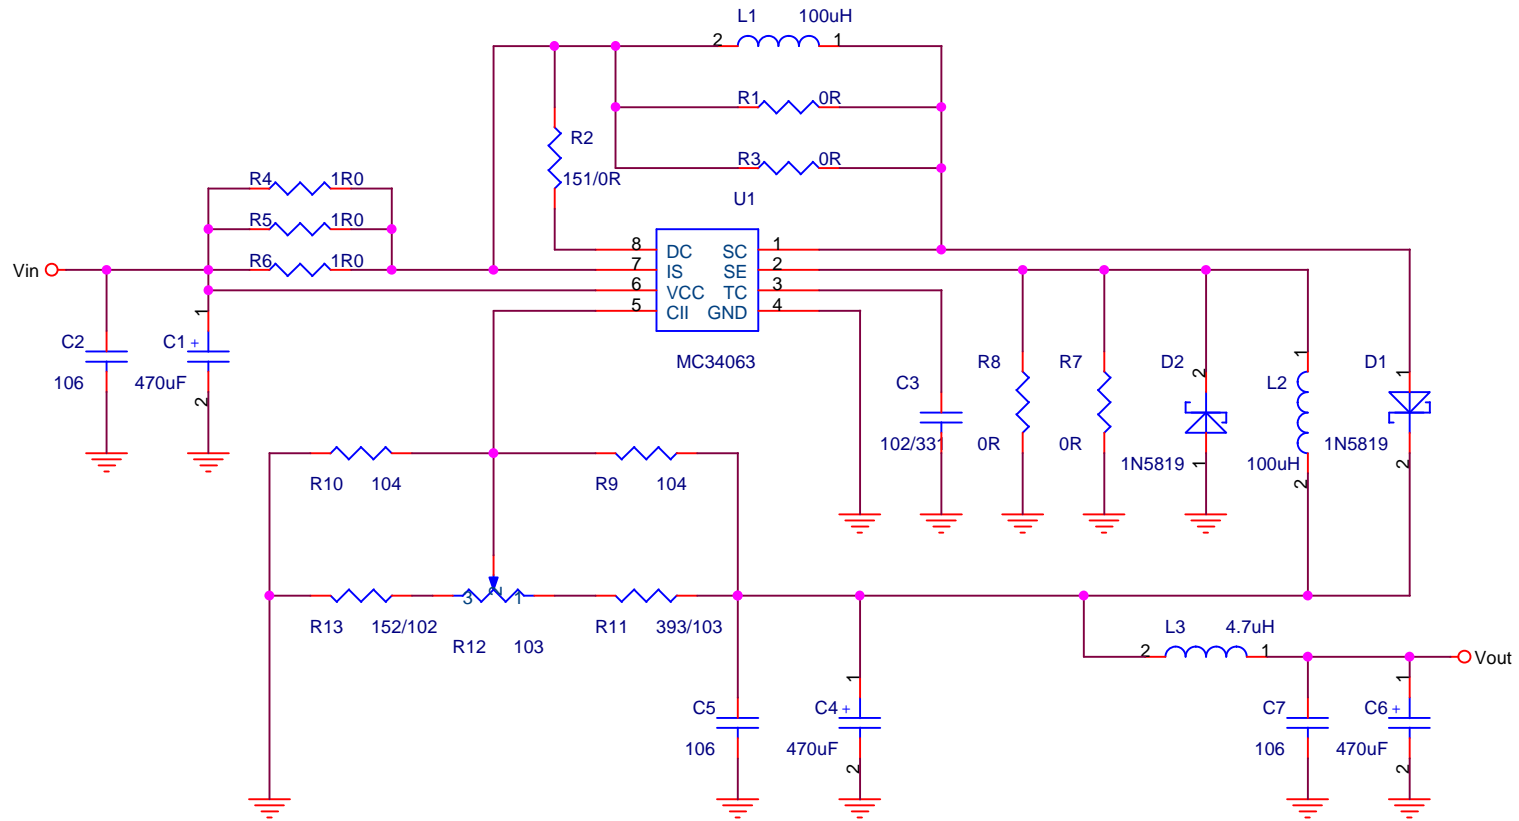 L1 100uH
2 1
R1 0R
R2
R3 0R
151/0R
R4 1R0
U1
R5 1R0
8 DC SC 1
R6 1R0
Vin
7 IS SE 2
6 VCC TC 3
5 CII GND 4
1
C2 C1 +
MC34063
106 470uF
2
C3
102/331
R8
0R
R7
0R
D2
2
1N5819
1
1
L2
100uH
2
D1
1
1N5819
2
R10 104
R9 104
3 2 1
R13 152/102
R12 103
R11 393/103
L3 4.7uH
2 1
Vout
C5
106
1
C4 +
470uF
2
C7
106
1
C6 +
470uF
2